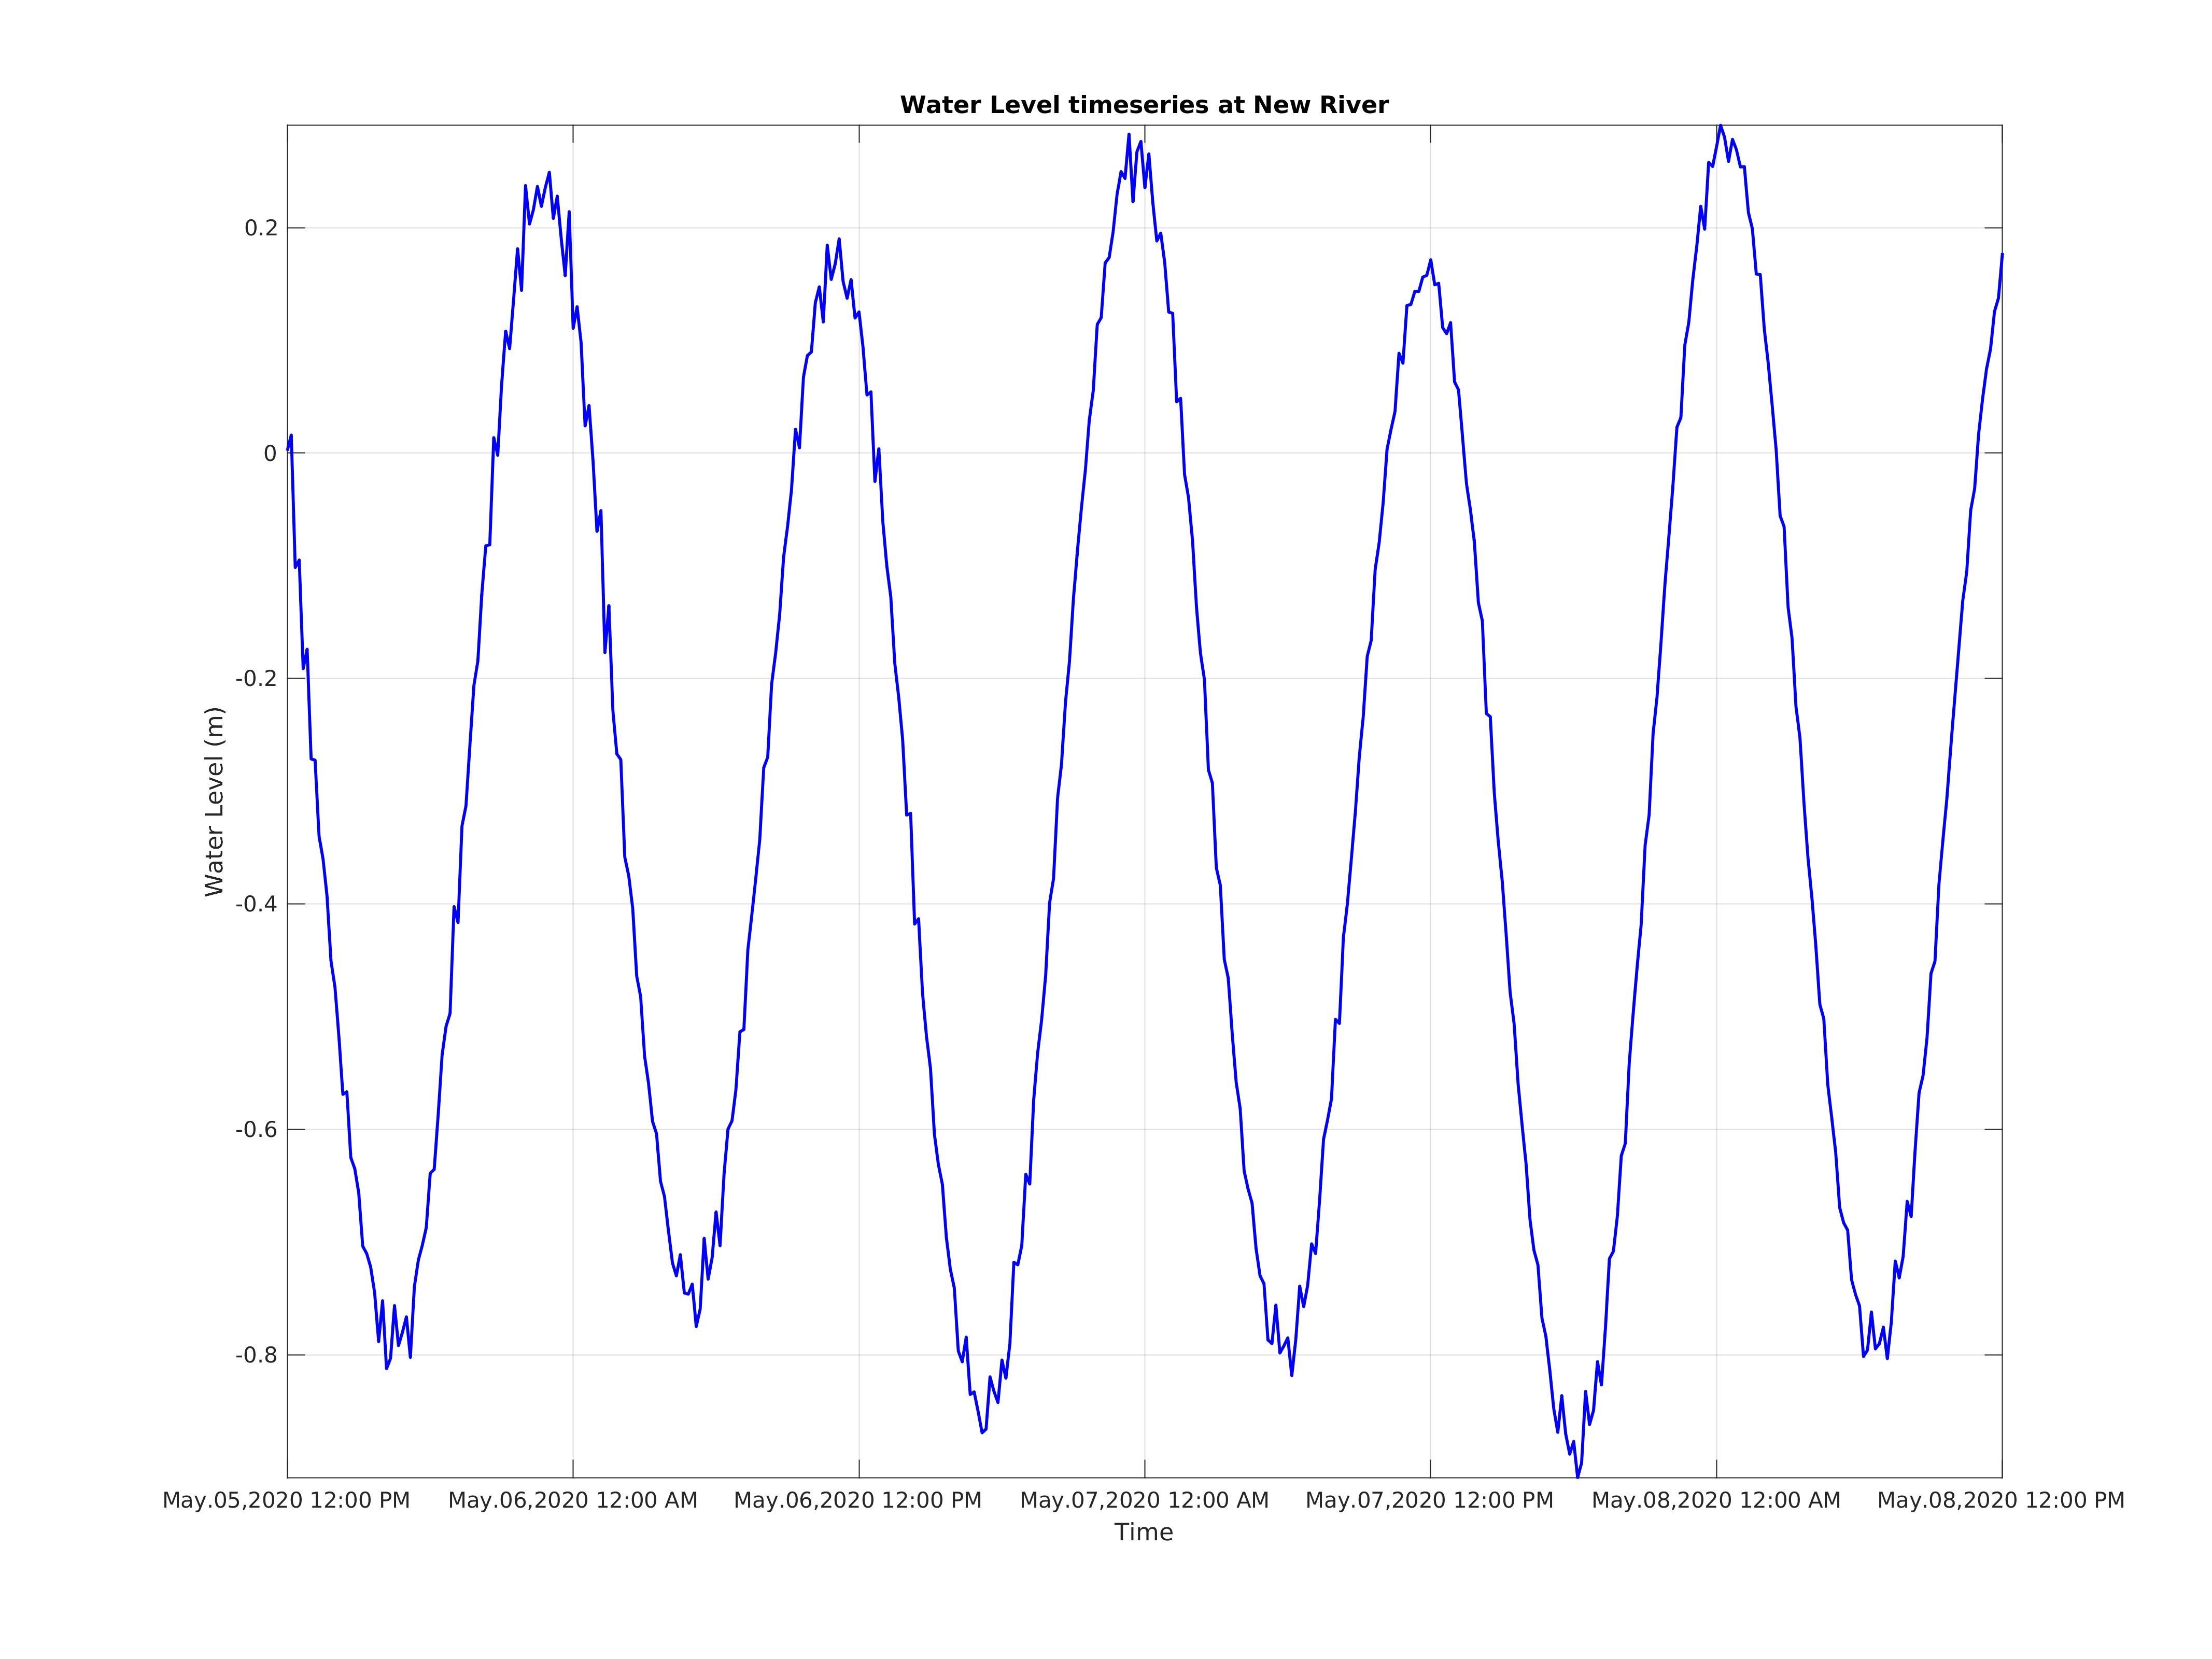 Water Level timeseries at New River
0.2
0
-0.2
-0.4
-0.6
-0.8
Water Level (m)
May.05,2020 12:00 PM
May.06,2020 12:00 AM
May.06,2020 12:00 PM
May.07,2020 12:00 AM
May.07,2020 12:00 PM
May.08,2020 12:00 AM
May.08,2020 12:00 PM
Time